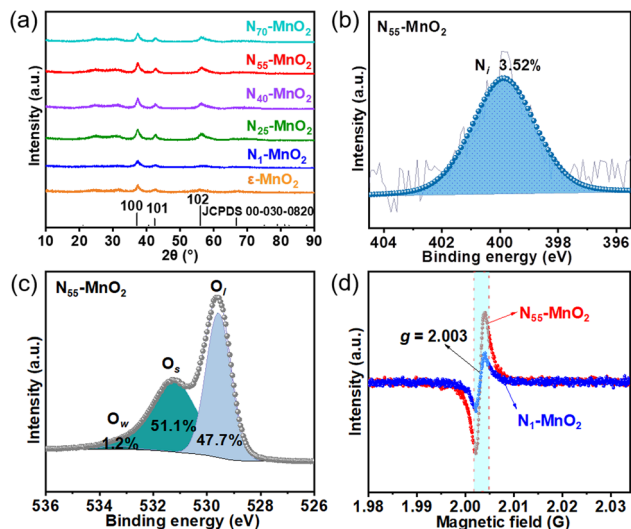 (a)
N70-MnO2
N55-MnO2
N40-MnO2
N25-MnO2
N1-MnO2
ε-MnO2
100
101
102
JCPDS 00-030-0820
Intensity (a.u.)
10 20 30 40 50 60 70 80 90
2θ (°)
(b)
N55-MnO2
Ni 3.52%
Intensity (a.u.)
404 402 400 398 396
Binding energy (eV)
(c)
N55-MnO2
Ol
Os
Ow
51.1%
47.7%
1.2%
Intensity (a.u.)
536 534 532 530 528 526
Binding energy (eV)
(d)
N55-MnO2
g = 2.003
N1-MnO2
Intensity (a.u.)
1.98 1.99 2.00 2.01 2.02 2.03
Magnetic field (G)